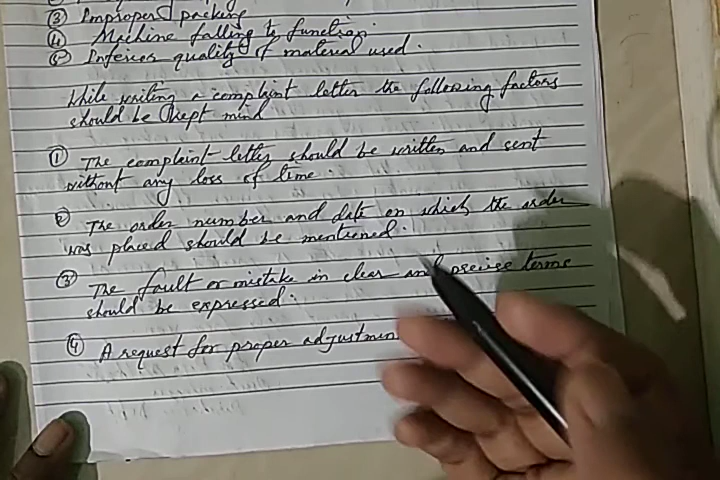 ③ Improper packing
④ Machine falling to function.
⑤ Inferior quality of material used.
While writing a complaint letter the following factors
should be kept mind
① The complaint letter should be written and sent
without any loss of time.
② The order number and date on which the order
was placed should be mentioned.
③ The fault or mistake in clear and precise terms
should be expressed.
④ A request for proper